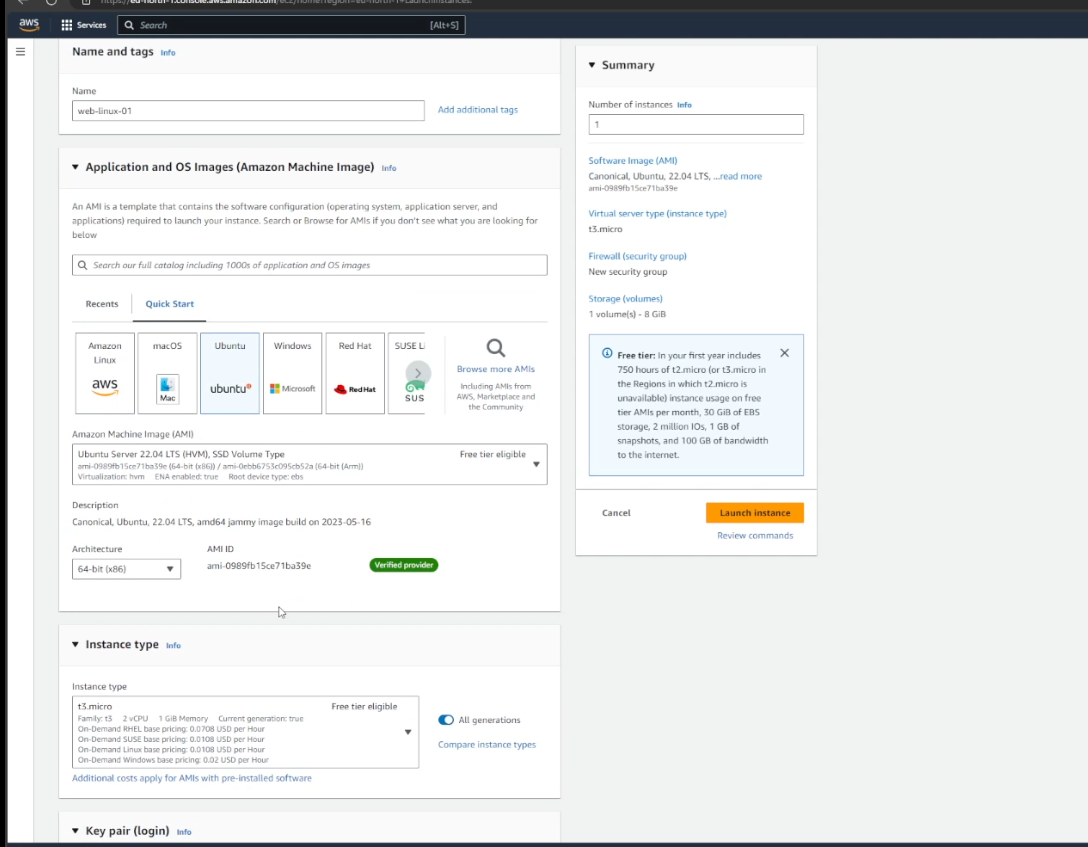 https://eu-north-1.console.aws.amazon.com/ec2/home?region=eu-north-1#LaunchInstances:
aws
Services
Search
[Alt+S]
Name and tags Info
Name
web-linux-01
Add additional tags
Application and OS Images (Amazon Machine Image) Info
An AMI is a template that contains the software configuration (operating system, application server, and
applications) required to launch your instance. Search or Browse for AMIs if you don't see what you are looking for
below
Search our full catalog including 1000s of application and OS images
Recents
Quick Start
Amazon
Linux
aws
macOS
Mac
Ubuntu
ubuntu
Windows
Microsoft
Red Hat
RedHat
SUSE Li
SUS
Browse more AMIs
Including AMIs from
AWS, Marketplace and
the Community
Amazon Machine Image (AMI)
Ubuntu Server 22.04 LTS (HVM), SSD Volume Type
Free tier eligible
ami-0989fb15ce71ba39e (64-bit (x86)) / ami-0ebb6753c095cb52a (64-bit (Arm))
Virtualization: hvm ENA enabled: true Root device type: ebs
Description
Canonical, Ubuntu, 22.04 LTS, amd64 jammy image build on 2023-05-16
Architecture
64-bit (x86)
AMI ID
ami-0989fb15ce71ba39e
Verified provider
Instance type Info
Instance type
t3.micro
Free tier eligible
Family: t3 2 vCPU 1 GiB Memory Current generation: true
On-Demand RHEL base pricing: 0.0708 USD per Hour
On-Demand SUSE base pricing: 0.0108 USD per Hour
On-Demand Linux base pricing: 0.0108 USD per Hour
On-Demand Windows base pricing: 0.02 USD per Hour
All generations
Compare instance types
Additional costs apply for AMIs with pre-installed software
Key pair (login) Info
Summary
Number of instances Info
1
Software Image (AMI)
Canonical, Ubuntu, 22.04 LTS, ...read more
ami-0989fb15ce71ba39e
Virtual server type (instance type)
t3.micro
Firewall (security group)
New security group
Storage (volumes)
1 volume(s) - 8 GiB
Free tier: In your first year includes
750 hours of t2.micro (or t3.micro in
the Regions in which t2.micro is
unavailable) instance usage on free
tier AMIs per month, 30 GiB of EBS
storage, 2 million IOs, 1 GB of
snapshots, and 100 GB of bandwidth
to the internet.
Cancel
Launch instance
Review commands